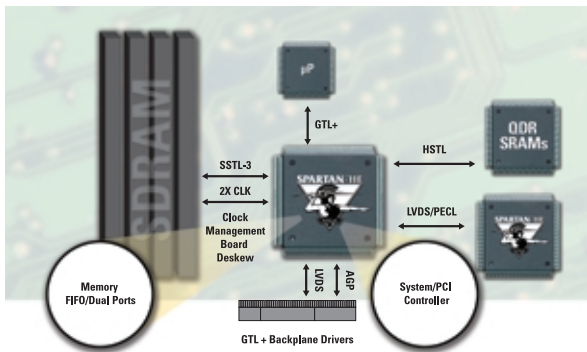 µP
GTL+
SDRAM
SSTL-3
2X CLK
Clock
Management
Board
Deskew
SPARTAN-IIE
HSTL
QDR
SRAMs
LVDS/PECL
SPARTAN-IIE
LVDS
AGP
Memory
FIFO/Dual Ports
System/PCI
Controller
GTL + Backplane Drivers